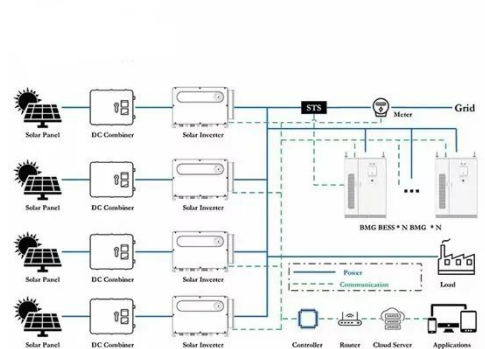 STS
Meter
Grid
Solar Panel
DC Combiner
Solar Inverter
Solar Panel
DC Combiner
Solar Inverter
BMG BESS * N BMG * N
Solar Panel
DC Combiner
Solar Inverter
Power
Communication
Load
Solar Panel
DC Combiner
Solar Inverter
Controller
Router
Cloud Server
Applications